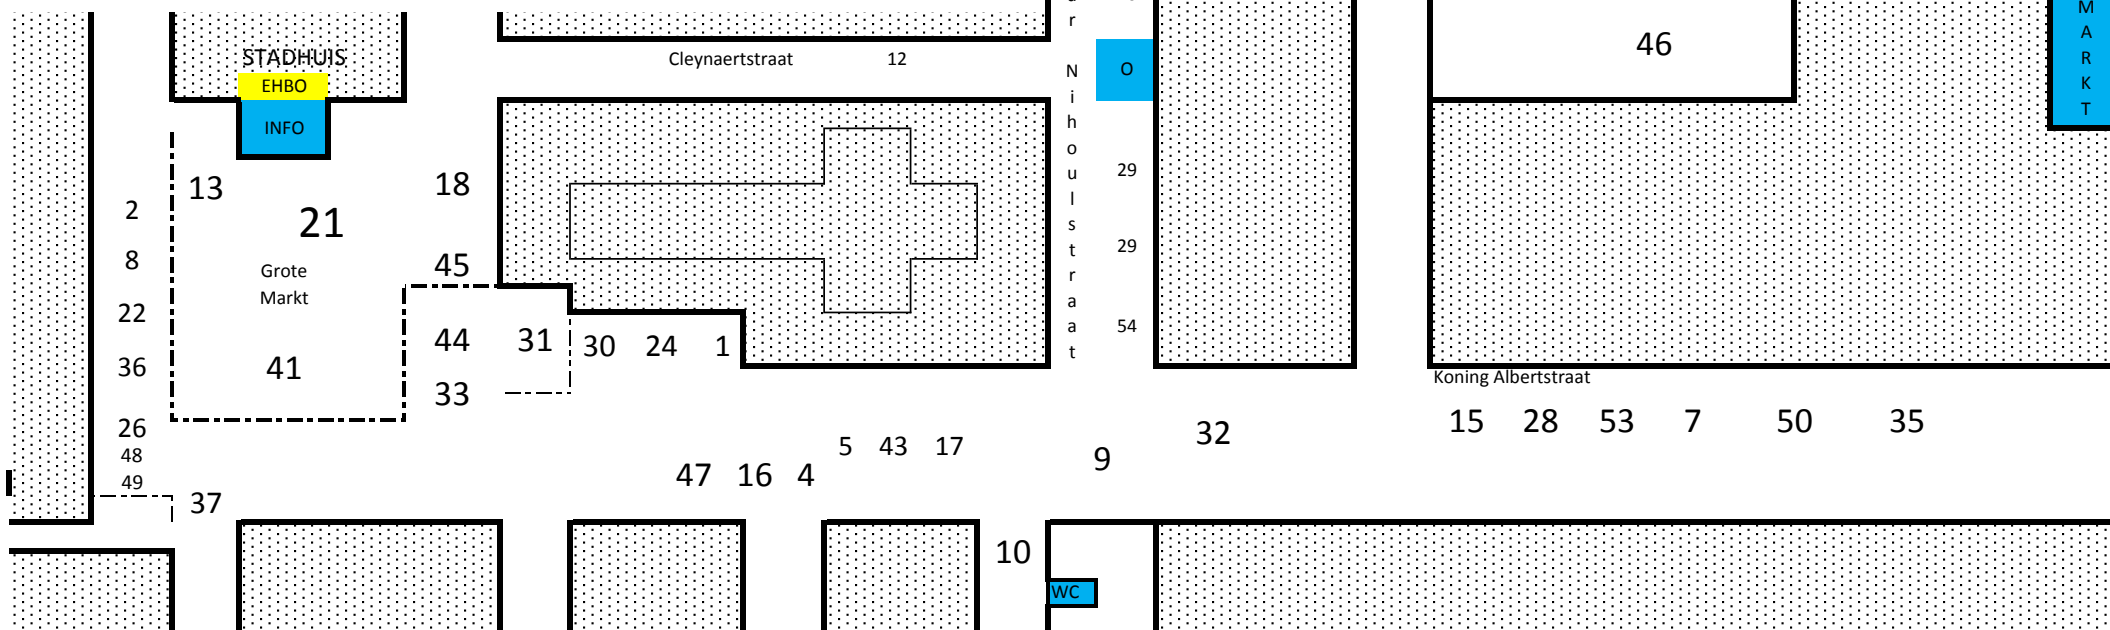 STADHUIS
EHBO
INFO
Cleynaertstraat 12
r
N
i
h
o
u
l
s
t
r
a
a
t
O
46
M
A
R
K
T
13
18
29
2
21
8
45
29
Grote
Markt
22
44
31
30 24 1
54
36
41
33
Koning Albertstraat
26
48
49
37
47 16 4
5 43 17
9
32
15 28 53 7 50 35
10
WC